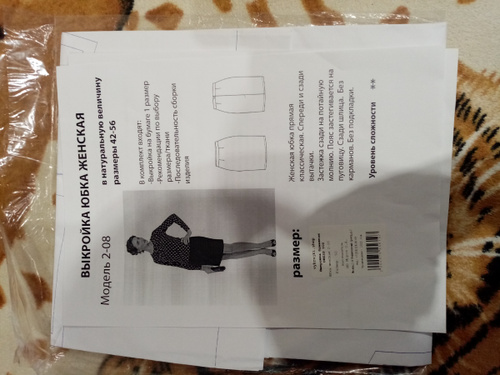 ВЫКРОЙКА ЮБКА ЖЕНСКАЯ
Модель 2-08
в натуральную величину
размеры 42-56
В комплект входят:
-Выкройка на бумаге 1 размер
-Рекомендации по выбору
размера/ткани
-Последовательность сборки
изделия
Женская юбка прямая
классическая. Спереди и сзади
вытачки.
Застежка сзади на потайную
молнию. Пояс застегивается на
пуговицу. Сзади шлица. Без
карманов. Без подкладки.
Уровень сложности **
размер: